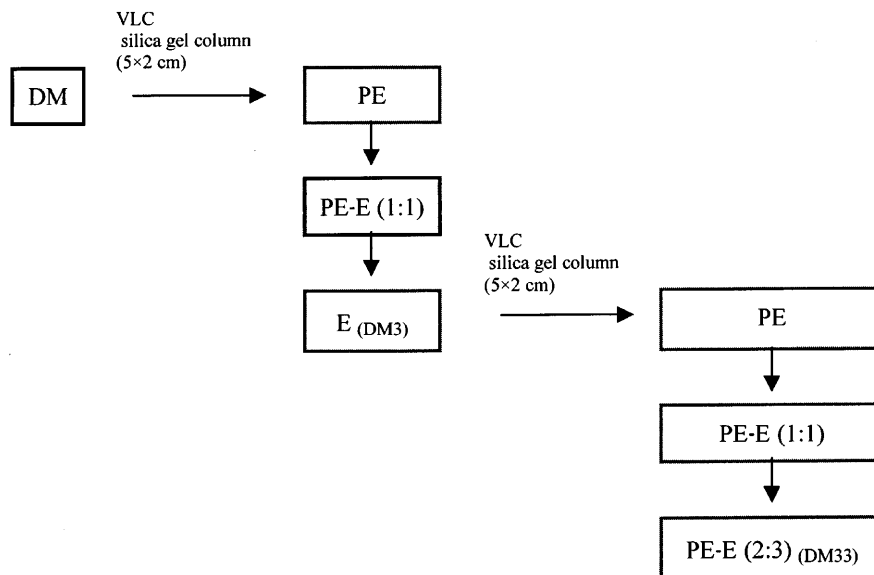 VLC
silica gel column
(5×2 cm)
DM
PE
PE-E (1:1)
E (DM3)
VLC
silica gel column
(5×2 cm)
PE
PE-E (1:1)
PE-E (2:3) (DM33)